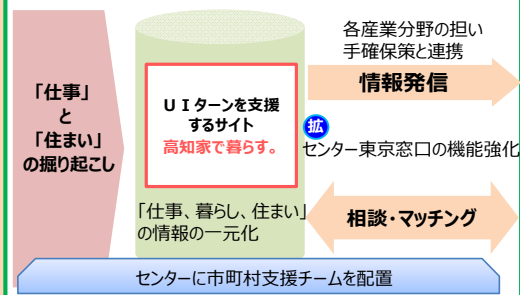 「仕事」
と
「住まい」
の掘り起こし
ＵＩターンを支援
するサイト
高知家で暮らす。
「仕事、暮らし、住まい」
の情報の一元化
各産業分野の担い
手確保策と連携
情報発信
拡
センター東京窓口の機能強化
相談・マッチング
センターに市町村支援チームを配置